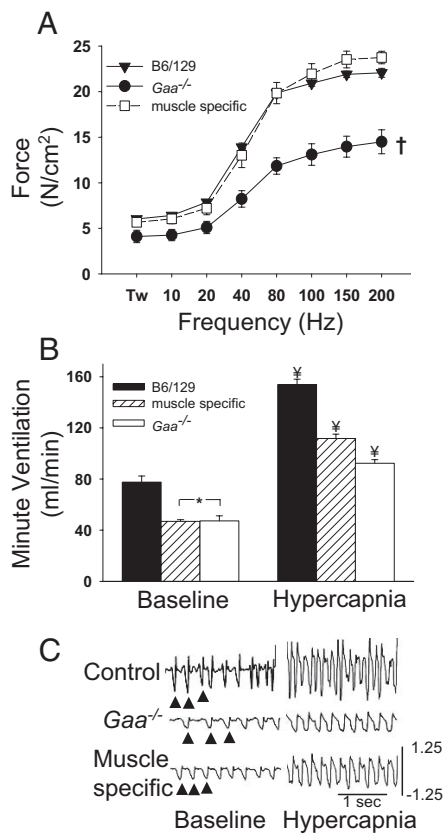 A
25
20
15
10
5
0
Force
(N/cm²)
B6/129
Gaa-/-
muscle specific
†
Tw 10 20 40 80 100 150 200
Frequency (Hz)
B
160
120
80
40
0
Minute Ventilation
(ml/min)
B6/129
muscle specific
Gaa-/-
*
¥
¥
¥
Baseline Hypercapnia
C
Control
Gaa-/-
Muscle
specific
1.25
-1.25
1 sec
Baseline Hypercapnia